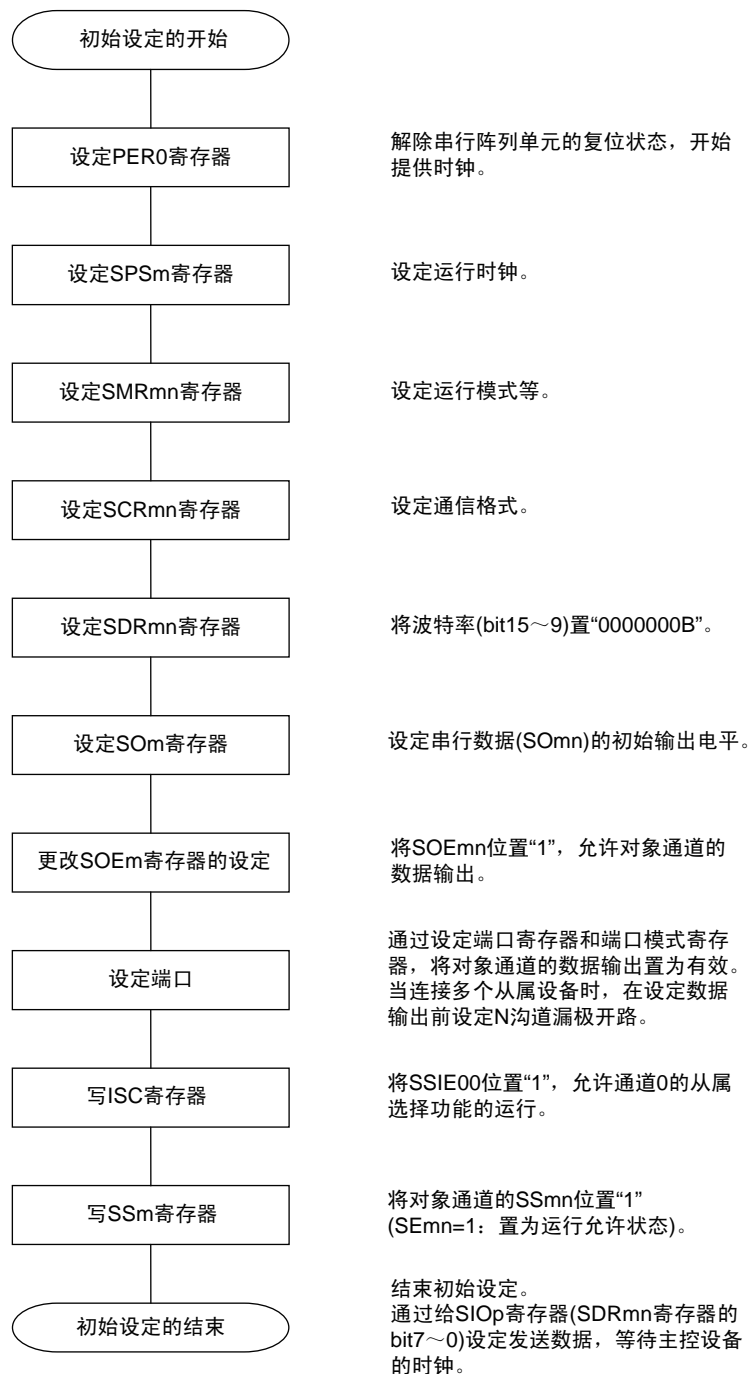 初始设定的开始
设定PER0寄存器
解除串行阵列单元的复位状态，开始
提供时钟。
设定SPSm寄存器
设定运行时钟。
设定SMRmn寄存器
设定运行模式等。
设定SCRmn寄存器
设定通信格式。
设定SDRmn寄存器
将波特率(bit15～9)置“0000000B”。
设定SOm寄存器
设定串行数据(SOmn)的初始输出电平。
更改SOEm寄存器的设定
将SOEmn位置“1”，允许对象通道的
数据输出。
设定端口
通过设定端口寄存器和端口模式寄存
器，将对象通道的数据输出置为有效。
当连接多个从属设备时，在设定数据
输出前设定N沟道漏极开路。
写ISC寄存器
将SSIE00位置“1”，允许通道0的从属
选择功能的运行。
写SSm寄存器
将对象通道的SSmn位置“1”
(SEmn=1：置为运行允许状态)。
初始设定的结束
结束初始设定。
通过给SIOp寄存器(SDRmn寄存器的
bit7～0)设定发送数据，等待主控设备
的时钟。